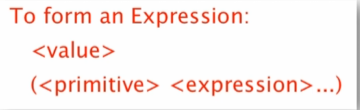 To form an Expression:
<value>
(<primitive> <expression>...)